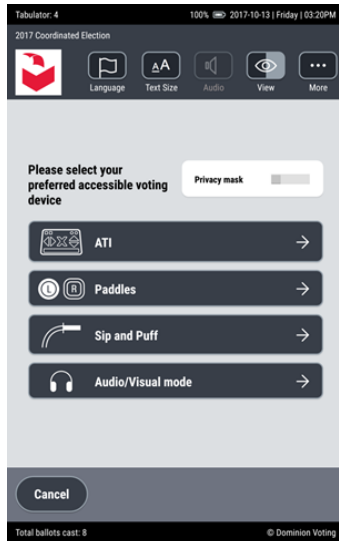 Tabulator: 4 100% 2017-10-13 | Friday | 03:20PM
2017 Coordinated Election
AA
Language Text Size Audio View More
Please select your
preferred accessible voting
device
Privacy mask
ATI
L R Paddles
Sip and Puff
Audio/Visual mode
Cancel
Total ballots cast: 8 © Dominion Voting